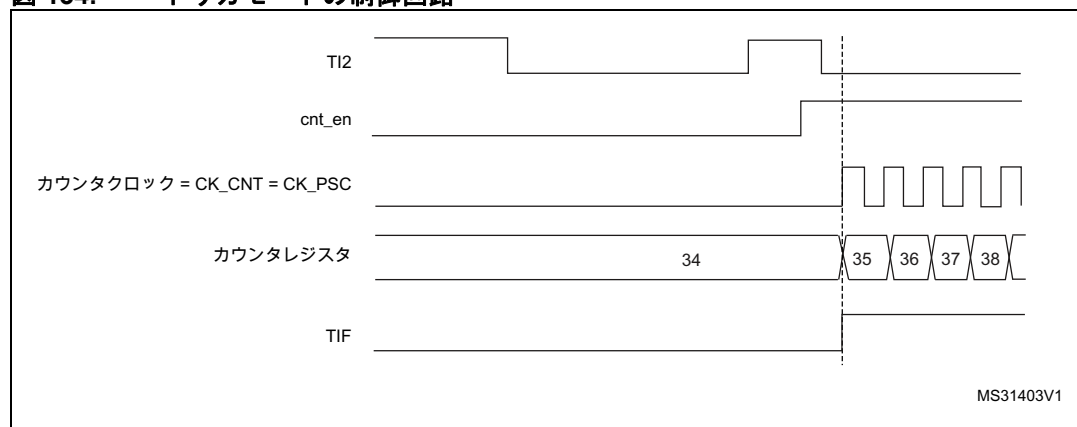 TI2
cnt_en
カウンタクロック = CK_CNT = CK_PSC
カウンタレジスタ
34 35 36 37 38
TIF
MS31403V1